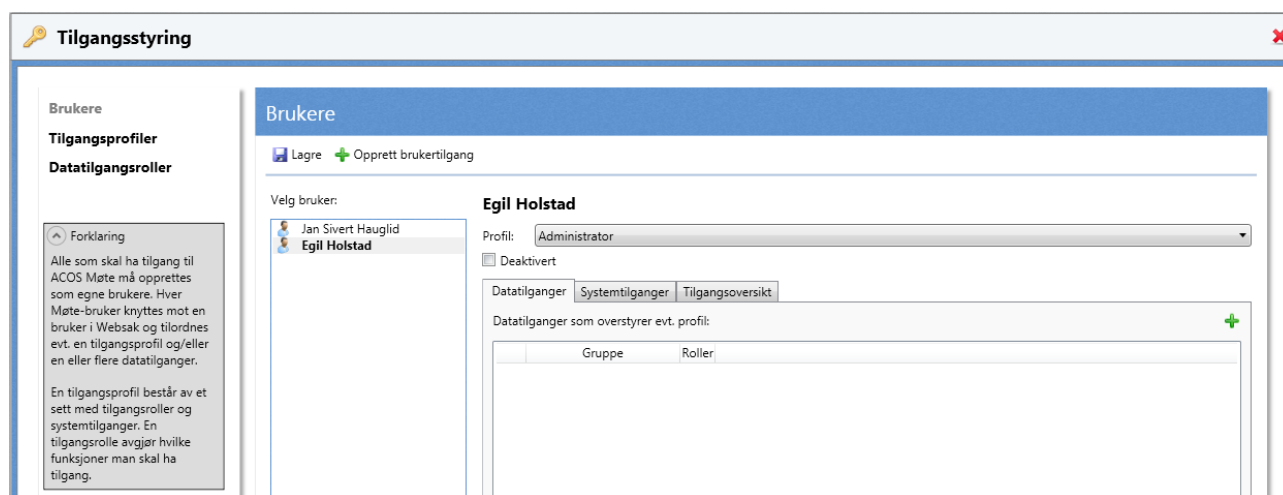 Tilgangsstyring
Brukere
Tilgangsprofiler
Datatilgangsroller
Forklaring
Alle som skal ha tilgang til
ACOS Møte må opprettes
som egne brukere. Hver
Møte-bruker knyttes mot en
bruker i Websak og tilordnes
evt. en tilgangsprofil og/eller
en eller flere datatilganger.
En tilgangsprofil består av et
sett med tilgangsroller og
systemtilganger. En
tilgangsrolle avgjør hvilke
funksjoner man skal ha
tilgang.
Brukere
Lagre Opprett brukertilgang
Velg bruker:
Jan Sivert Hauglid
Egil Holstad
Egil Holstad
Profil: Administrator
Deaktivert
Datatilganger Systemtilganger Tilgangsoversikt
Datatilganger som overstyrer evt. profil:
Gruppe Roller